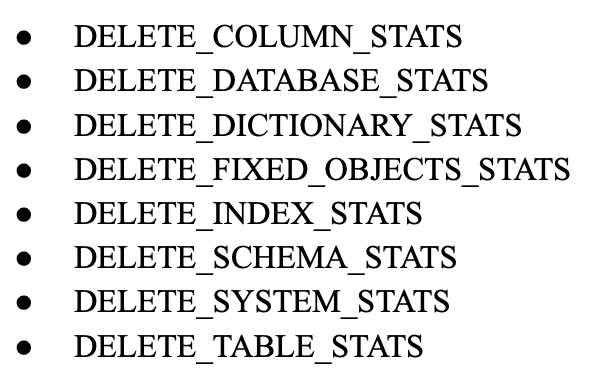 ● DELETE_COLUMN_STATS
● DELETE_DATABASE_STATS
● DELETE_DICTIONARY_STATS
● DELETE_FIXED_OBJECTS_STATS
● DELETE_INDEX_STATS
● DELETE_SCHEMA_STATS
● DELETE_SYSTEM_STATS
● DELETE_TABLE_STATS